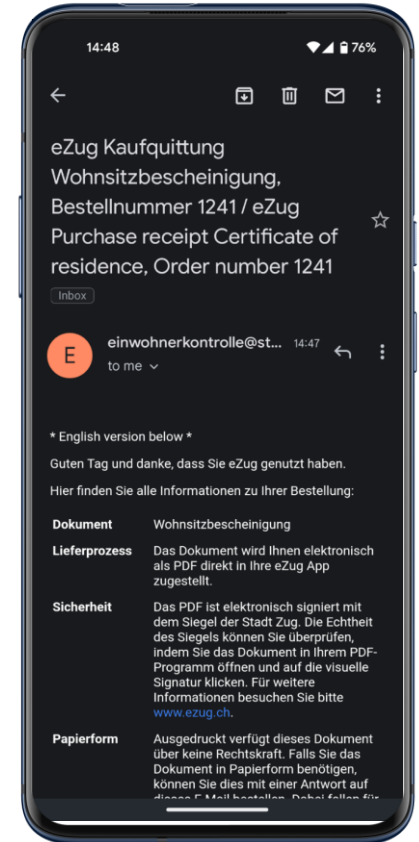 14:48
76%
eZug Kaufquittung
Wohnsitzbescheinigung,
Bestellnummer 1241 / eZug
Purchase receipt Certificate of
residence, Order number 1241
Inbox
E
einwohnerkontrolle@st... 14:47
to me
* English version below *
Guten Tag und danke, dass Sie eZug genutzt haben.
Hier finden Sie alle Informationen zu Ihrer Bestellung:
Dokument Wohnsitzbescheinigung
Lieferprozess Das Dokument wird Ihnen elektronisch
als PDF direkt in Ihre eZug App
zugestellt.
Sicherheit Das PDF ist elektronisch signiert mit
dem Siegel der Stadt Zug. Die Echtheit
des Siegels können Sie überprüfen,
indem Sie das Dokument in Ihrem PDF-
Programm öffnen und auf die visuelle
Signatur klicken. Für weitere
Informationen besuchen Sie bitte
www.ezug.ch.
Papierform Ausgedruckt verfügt dieses Dokument
über keine Rechtskraft. Falls Sie das
Dokument in Papierform benötigen,
können Sie dies mit einer Antwort auf
dieses E-Mail bestellen. Dabei fallen für